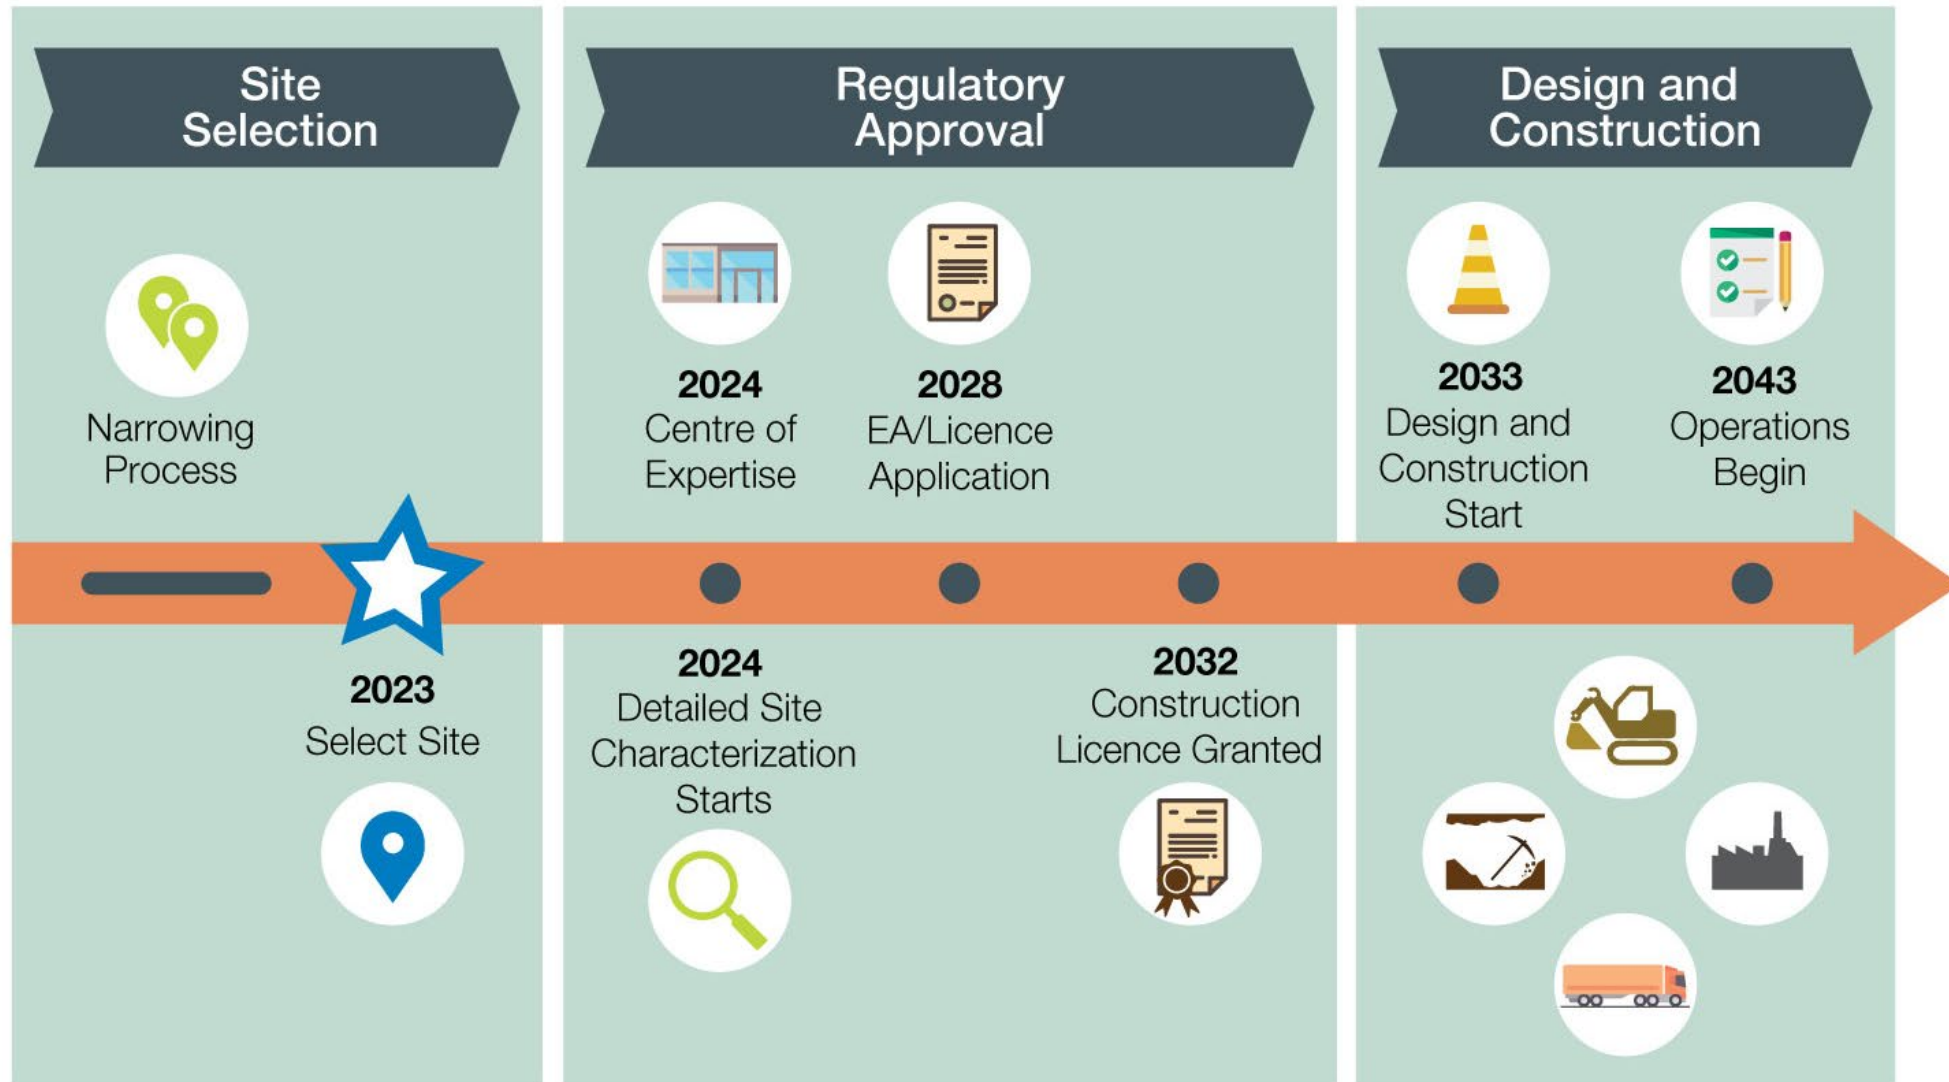 Site
Selection
Regulatory
Approval
Design and
Construction
Narrowing
Process
2023
Select Site
2024
Centre of
Expertise
2028
EA/Licence
Application
2024
Detailed Site
Characterization
Starts
2032
Construction
Licence Granted
2033
Design and
Construction
Start
2043
Operations
Begin